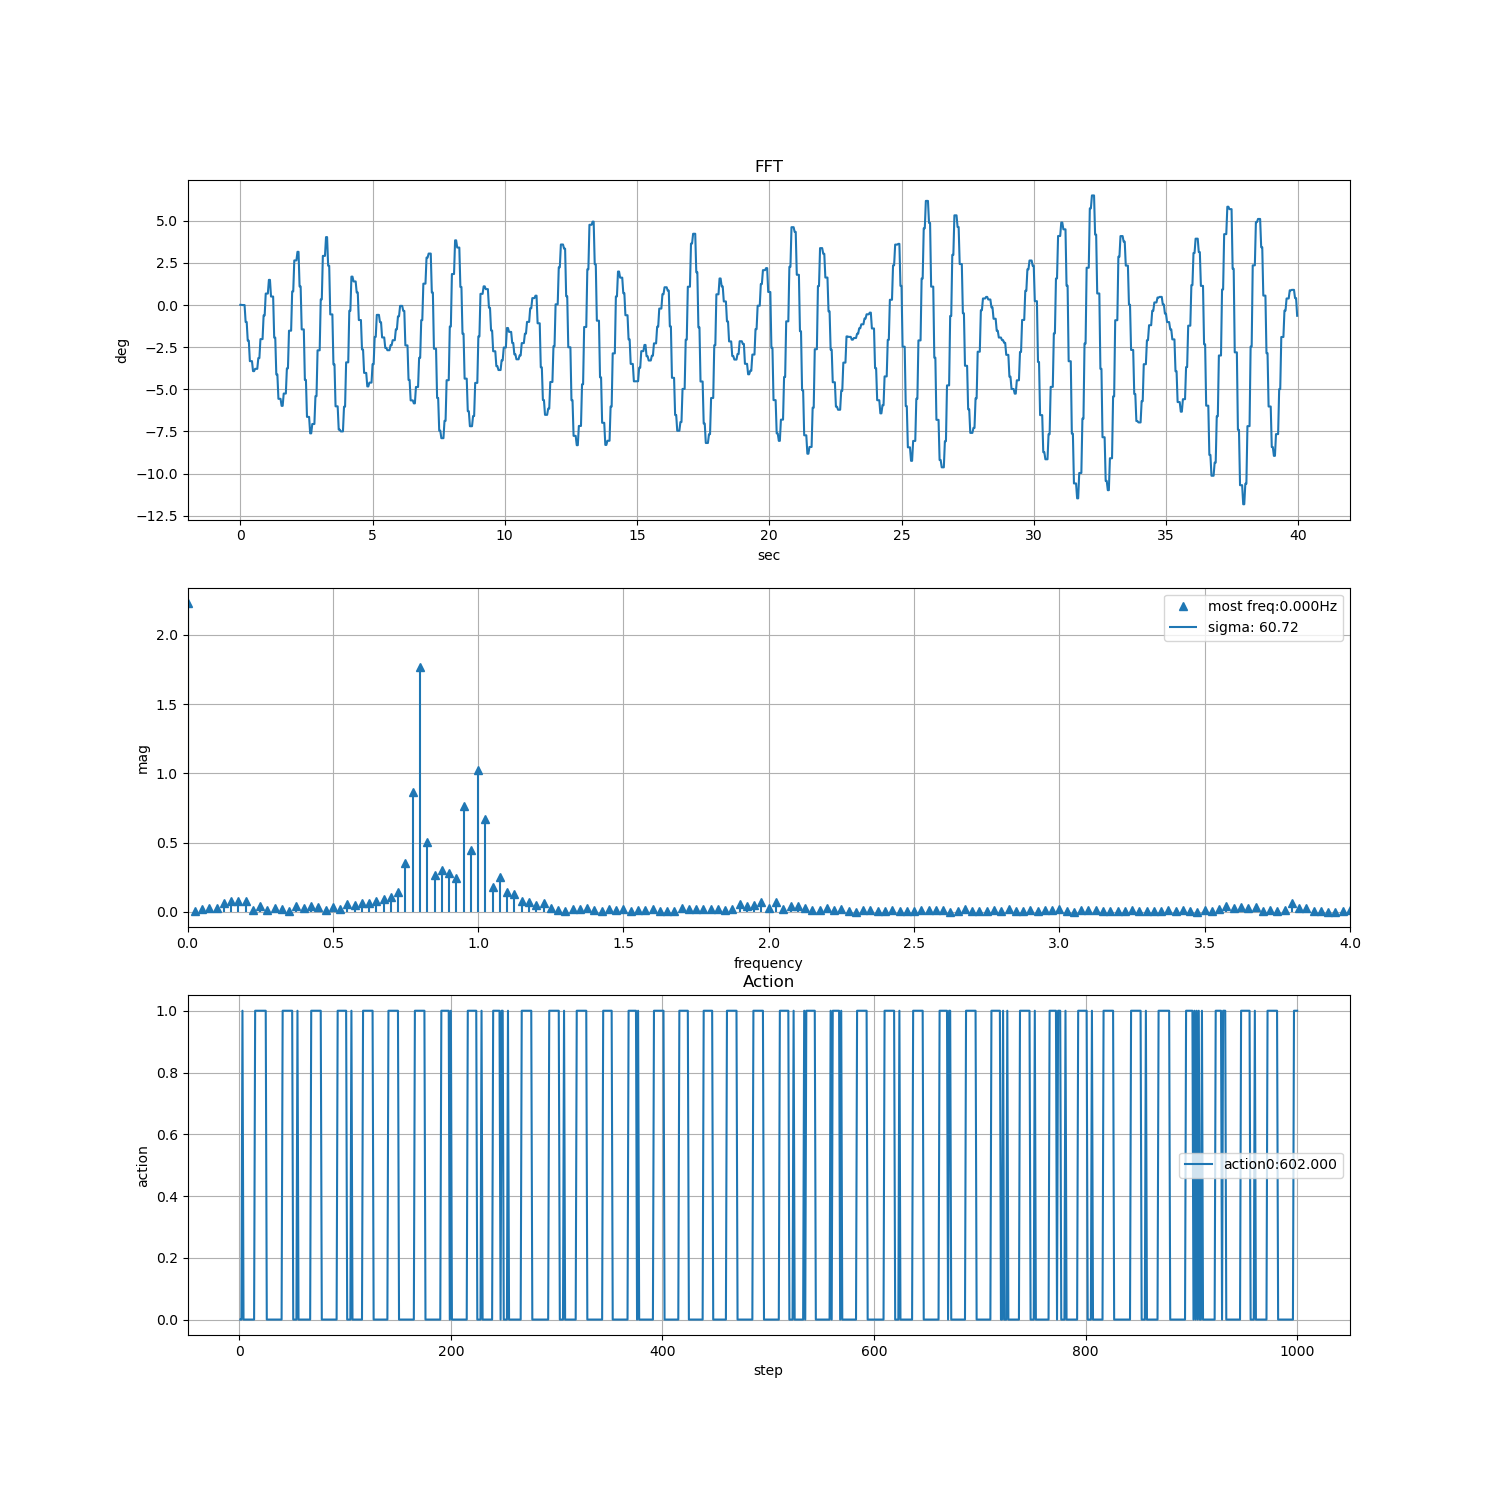 FFT
5.0
2.5
0.0
−2.5
−5.0
−7.5
−10.0
−12.5
deg
0 5 10 15 20 25 30 35 40
sec
most freq:0.000Hz
sigma: 60.72
2.0
1.5
1.0
0.5
0.0
mag
0.0 0.5 1.0 1.5 2.0 2.5 3.0 3.5 4.0
frequency
Action
1.0
0.8
0.6
0.4
0.2
0.0
action
action0:602.000
0 200 400 600 800 1000
step